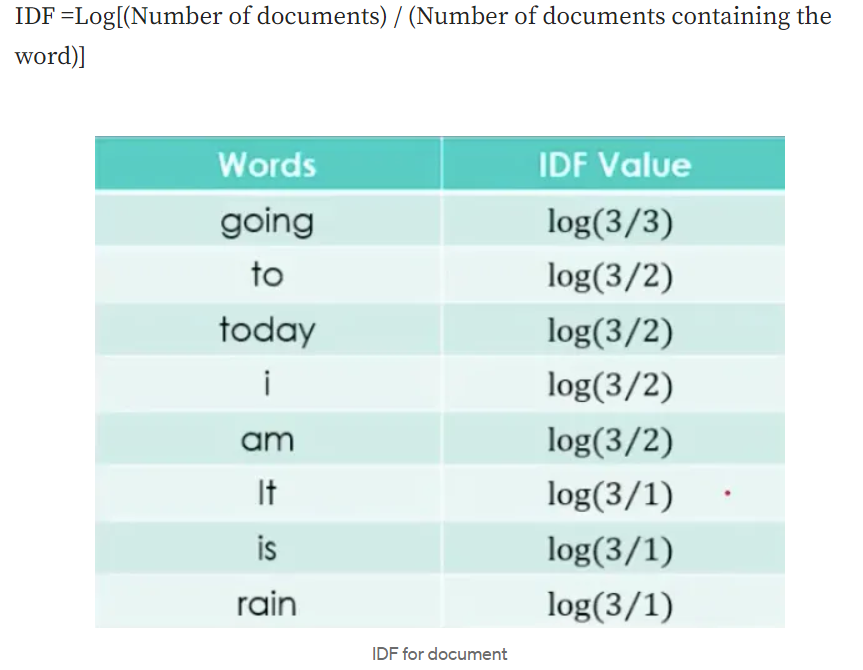 IDF =Log[(Number of documents) / (Number of documents containing the
word)]
Words IDF Value
going log(3/3)
to log(3/2)
today log(3/2)
i log(3/2)
am log(3/2)
It log(3/1)
is log(3/1)
rain log(3/1)
IDF for document